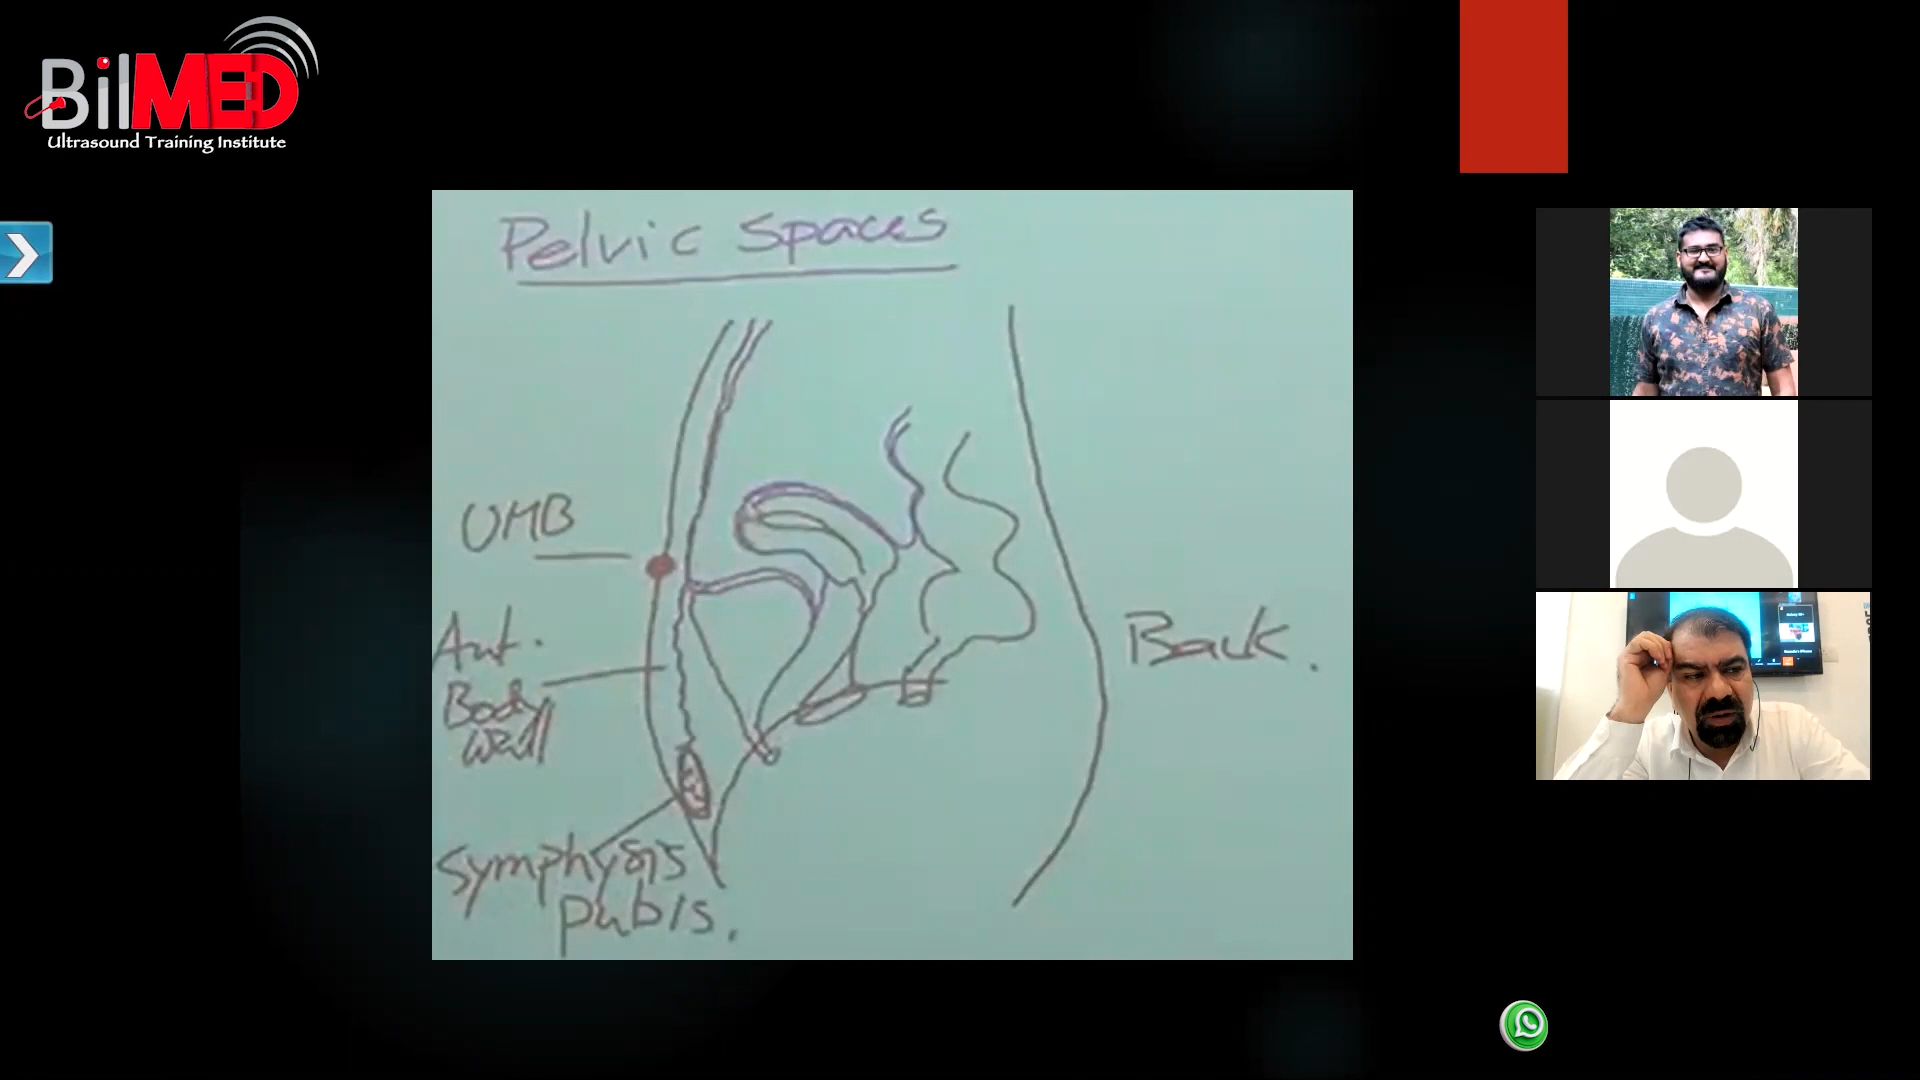 BilMED
Ultrasound Training Institute
Pelvic Spaces
UMB
Ant.
Body
Wall
Symphysis
pubis.
Back.